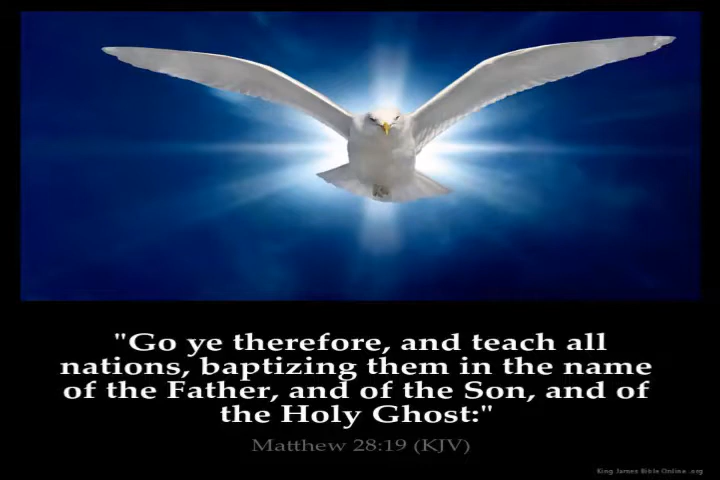 "Go ye therefore, and teach all
nations, baptizing them in the name
of the Father, and of the Son, and of
the Holy Ghost:"
Matthew 28:19 (KJV)
King James Bible Online .org